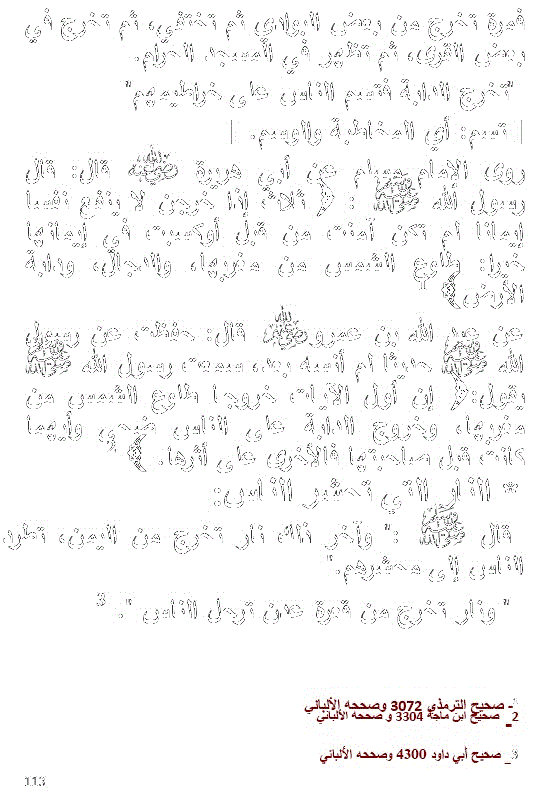 فمرة تخرج من بعض البوادي ثم تختفي، ثم تخرج في
بعض القرى، ثم تظهر في المسجد الحرام.
"تخرج الدابة فتسم الناس على خراطيمهم"
[ تسم: أي المخاطبة والوسم. ]
روى الإمام مسلم عن أبي هريرة ﷺ قال: قال
رسول الله ﷺ : ﴿ ثلاث إذا خرجن لا ينفع نفسا
إيمانها لم تكن آمنت من قبل أوكسبت في إيمانها
خيرا: طلوع الشمس من مغربها، والدجال، ودابة
الأرض﴾1
عن عبد الله بن عمرو قال: حفظت عن رسول
الله ﷺ حديثا لم أنسه بعد، سمعت رسول الله ﷺ
يقول:﴿ إن أول الآيات خروجا طلوع الشمس من
مغربها، وخروج الدابة على الناس ضحى وأيهما
كانت قبل صاحبتها فالأخرى على أثرها. ﴾2
* النار التي تحشر الناس:
قال ﷺ :" وآخر ذلك نار تخرج من اليمن، تطرد
الناس إلى محشرهم."
" ونار تخرج من قعرة عدن ترحل الناس ". 3
1- صحيح الترمذي 3072 وصححه الألباني
2_ صحيح ابن ماجة 3304 و صححه الألباني
3_ صحيح أبي داود 4300 وصححه الألباني
113